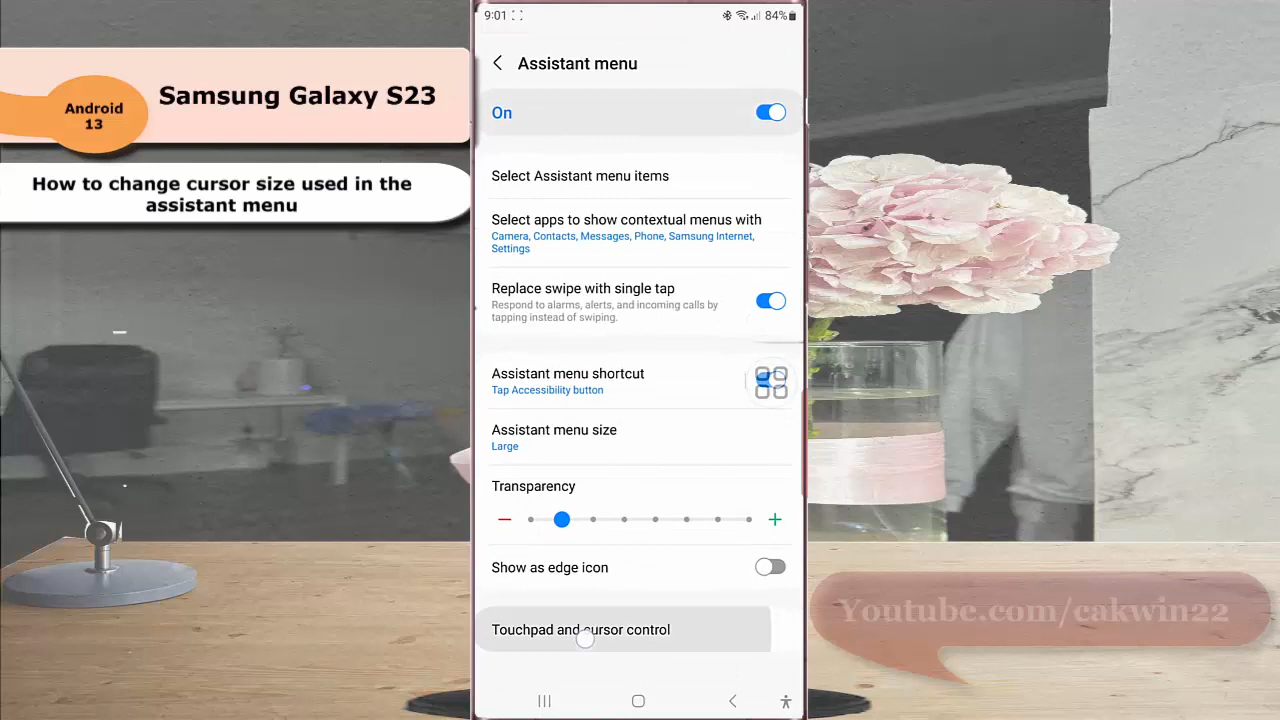 Samsung Galaxy S23
Android
13
How to change cursor size used in the
assistant menu
9:01
84%
Assistant menu
On
Select Assistant menu items
Select apps to show contextual menus with
Camera, Contacts, Messages, Phone, Samsung Internet,
Settings
Replace swipe with single tap
Respond to alarms, alerts, and incoming calls by
tapping instead of swiping.
Assistant menu shortcut
Tap Accessibility button
Assistant menu size
Large
Transparency
Show as edge icon
Touchpad and cursor control
Youtube.com/cakwin22